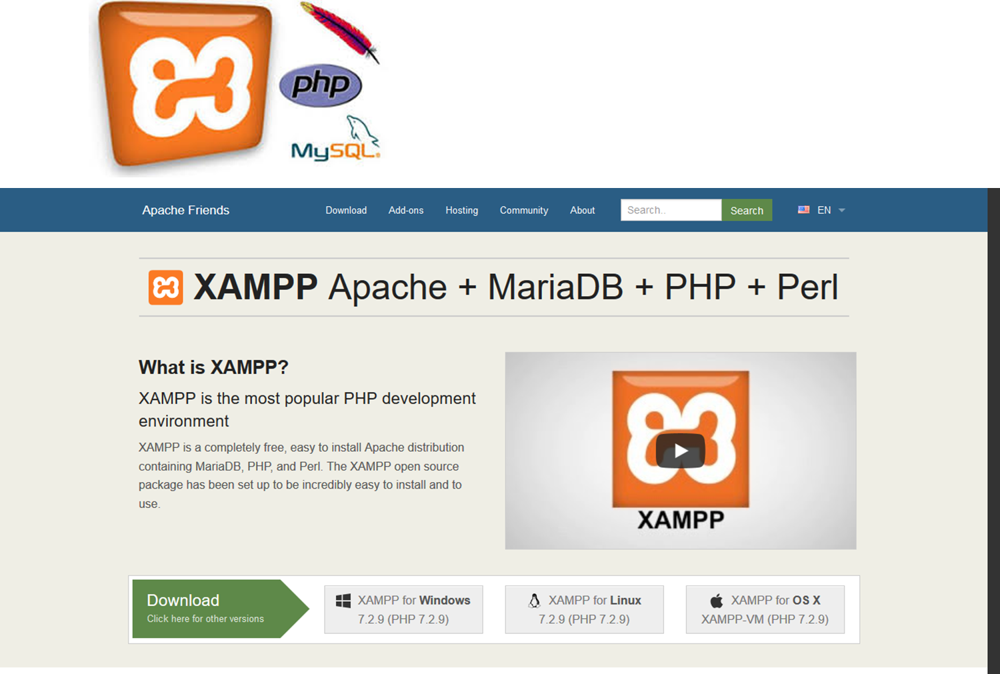 php
MySQL
Apache Friends
Download
Add-ons
Hosting
Community
About
Search..
Search
EN
XAMPP Apache + MariaDB + PHP + Perl
What is XAMPP?
XAMPP is the most popular PHP development
environment
XAMPP is a completely free, easy to install Apache distribution
containing MariaDB, PHP, and Perl. The XAMPP open source
package has been set up to be incredibly easy to install and to
use.
XAMPP
Download
Click here for other versions
XAMPP for Windows
7.2.9 (PHP 7.2.9)
XAMPP for Linux
7.2.9 (PHP 7.2.9)
XAMPP for OS X
XAMPP-VM (PHP 7.2.9)